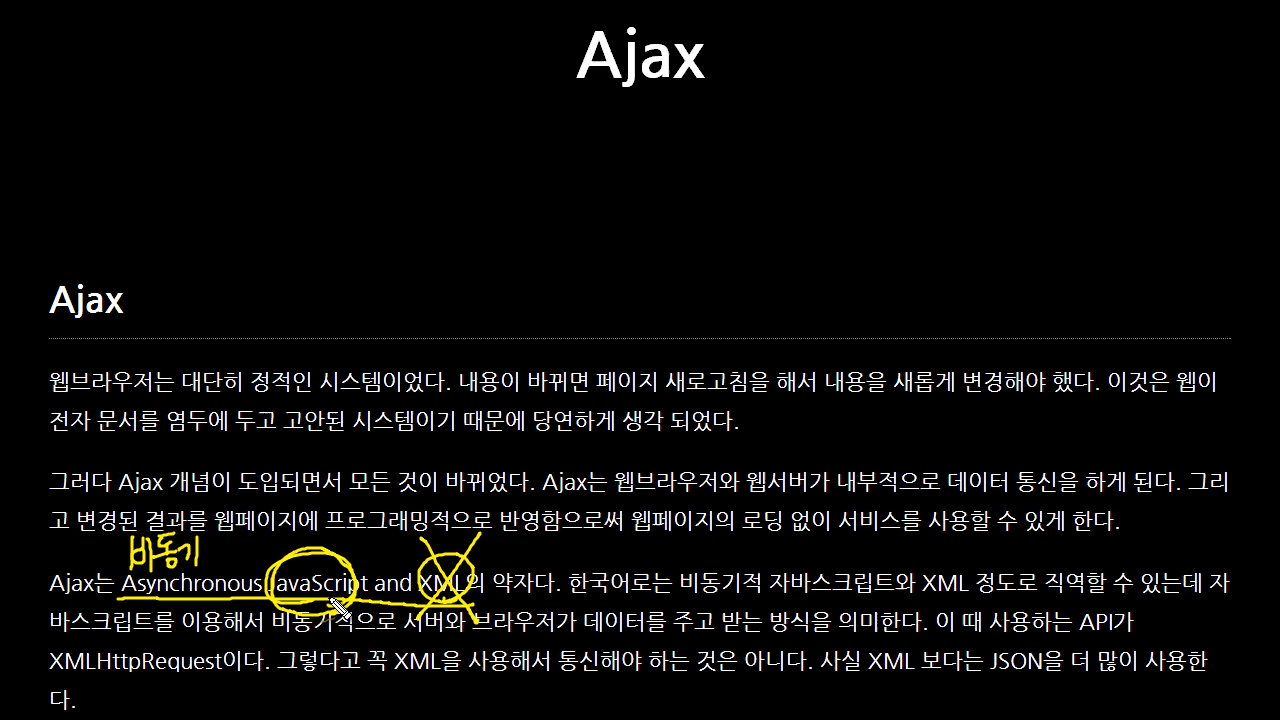 Ajax
Ajax
웹브라우저는 대단히 정적인 시스템이었다. 내용이 바뀌면 페이지 새로고침을 해서 내용을 새롭게 변경해야 했다. 이것은 웹이
전자 문서를 염두에 두고 고안된 시스템이기 때문에 당연하게 생각 되었다.
그러다 Ajax 개념이 도입되면서 모든 것이 바뀌었다. Ajax는 웹브라우저와 웹서버가 내부적으로 데이터 통신을 하게 된다. 그리
고 변경된 결과를 웹페이지에 프로그래밍적으로 반영함으로써 웹페이지의 로딩 없이 서비스를 사용할 수 있게 한다.
비동기
Ajax는 Asynchronous JavaScript and XML의 약자다. 한국어로는 비동기적 자바스크립트와 XML 정도로 직역할 수 있는데 자
바스크립트를 이용해서 비동기적으로 서버와 브라우저가 데이터를 주고 받는 방식을 의미한다. 이 때 사용하는 API가
XMLHttpRequest이다. 그렇다고 꼭 XML을 사용해서 통신해야 하는 것은 아니다. 사실 XML 보다는 JSON을 더 많이 사용한
다.